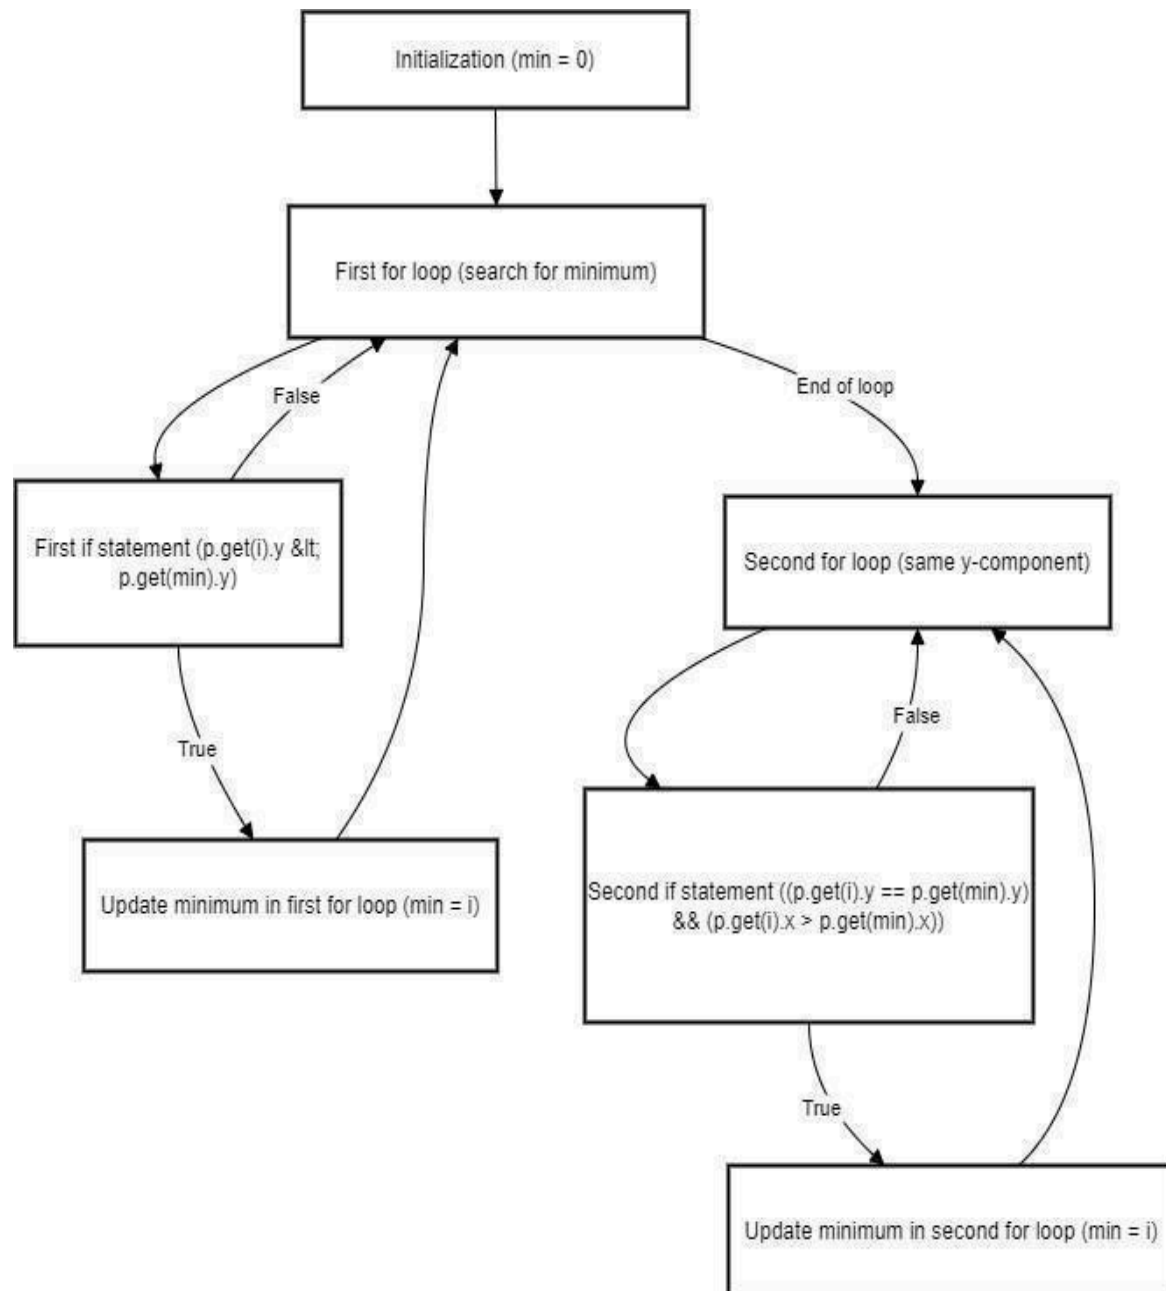 Initialization (min = 0)
First for loop (search for minimum)
False
End of loop
First if statement (p.get(i).y &lt;
p.get(min).y)
Second for loop (same y-component)
False
True
Update minimum in first for loop (min = i)
Second if statement ((p.get(i).y == p.get(min).y)
&& (p.get(i).x > p.get(min).x))
True
Update minimum in second for loop (min = i)